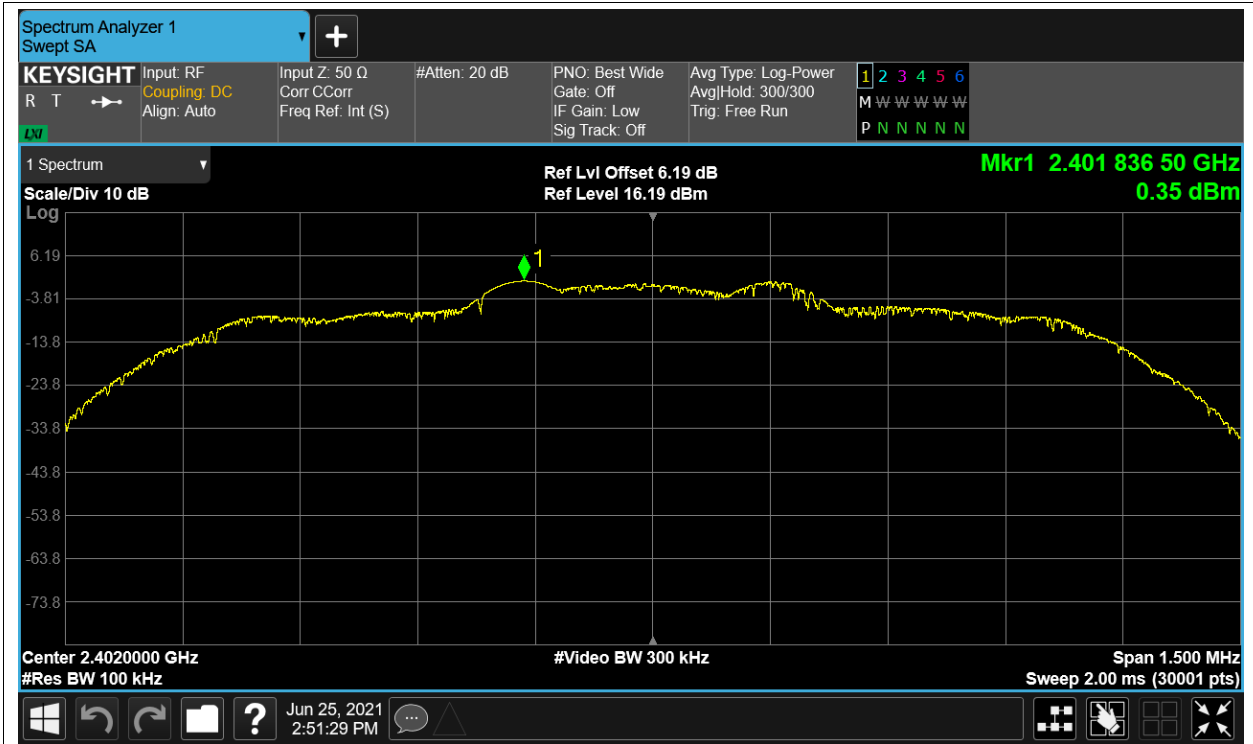 Spectrum Analyzer 1
Swept SA
KEYSIGHT
R T
LXI
Input: RF
Coupling: DC
Align: Auto
Input Z: 50 Ω
Corr CCorr
Freq Ref: Int (S)
#Atten: 20 dB
PNO: Best Wide
Gate: Off
IF Gain: Low
Sig Track: Off
Avg Type: Log-Power
Avg|Hold: 300/300
Trig: Free Run
1 2 3 4 5 6
M W W W W W
P N N N N N
1 Spectrum
Scale/Div 10 dB
Log
Ref Lvl Offset 6.19 dB
Ref Level 16.19 dBm
Mkr1 2.401 836 50 GHz
0.35 dBm
1
6.19
-3.81
-13.8
-23.8
-33.8
-43.8
-53.8
-63.8
-73.8
Center 2.4020000 GHz
#Res BW 100 kHz
#Video BW 300 kHz
Span 1.500 MHz
Sweep 2.00 ms (30001 pts)
?
Jun 25, 2021
2:51:29 PM